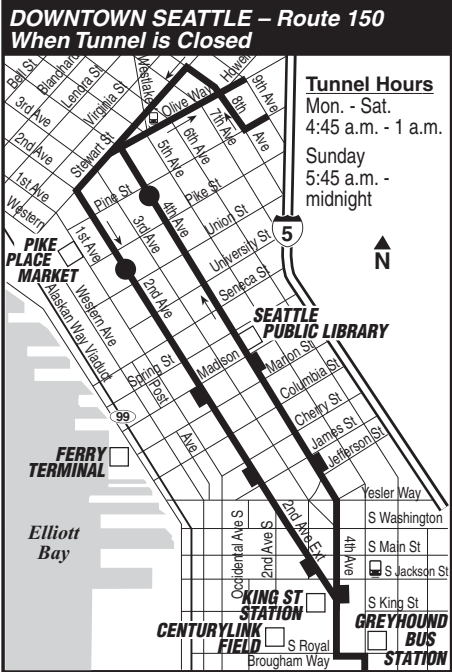 DOWNTOWN SEATTLE – Route 150
When Tunnel is Closed
Tunnel Hours
Mon. - Sat.
4:45 a.m. - 1 a.m.
Sunday
5:45 a.m. -
midnight
Bell St
Blanchard
Lendra St
Virginia St
Westlake
Olive Way
Howell
9th Ave
8th
Ave
7th Ave
6th Ave
5th Ave
3rd Ave
2nd Ave
1st Ave
Western
Stewart St
Pine St
Pike St
4th Ave
3rd Ave
Union St
5
N
PIKE
PLACE
MARKET
1st Ave
2nd Ave
University St
Seneca St
Alaskan Way Viaduct
Western Ave
SEATTLE
PUBLIC LIBRARY
Spring St
Madison
Marion St
Post
Ave
Columbia St
Cherry St
James St
Jefferson St
99
FERRY
TERMINAL
Yesler Way
Elliott
Bay
Occidental Ave S
2nd Ave S
2nd Ave Ext
4th Ave
S Washington
S Main St
S Jackson St
S King St
KING ST
STATION
CENTURYLINK
FIELD
S Royal
Brougham Way
GREYHOUND
BUS
STATION